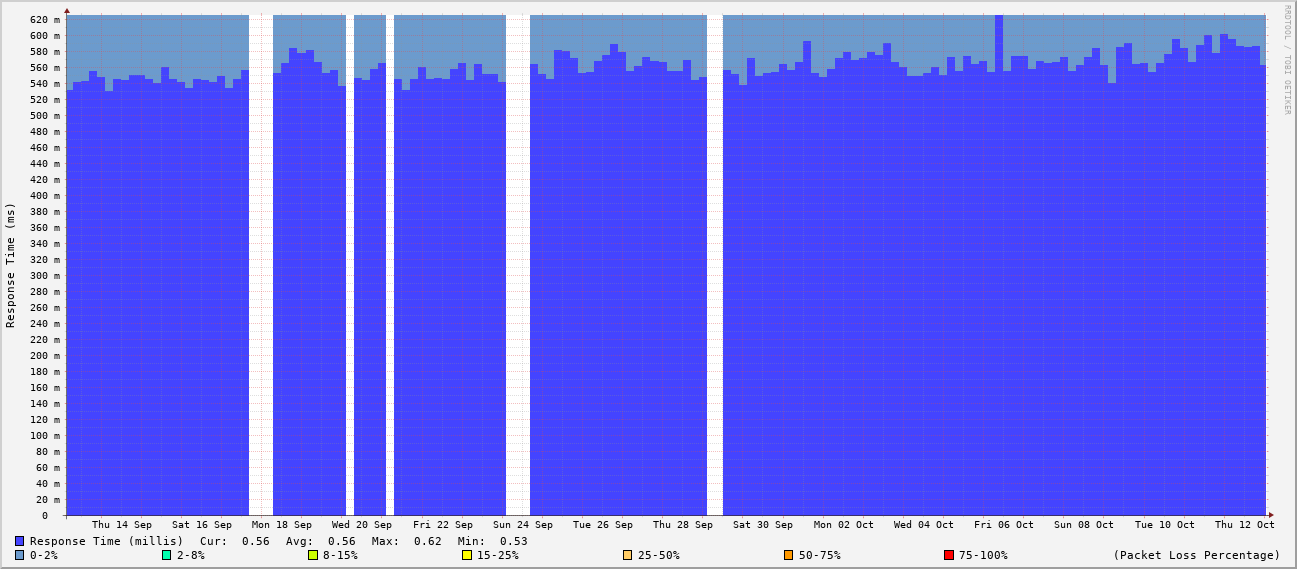 RRDTOOL / TOBI OETIKER
Response Time (ms)
620 m
600 m
580 m
560 m
540 m
520 m
500 m
480 m
460 m
440 m
420 m
400 m
380 m
360 m
340 m
320 m
300 m
280 m
260 m
240 m
220 m
200 m
180 m
160 m
140 m
120 m
100 m
80 m
60 m
40 m
20 m
0
Thu 14 Sep Sat 16 Sep Mon 18 Sep Wed 20 Sep Fri 22 Sep Sun 24 Sep Tue 26 Sep Thu 28 Sep Sat 30 Sep Mon 02 Oct Wed 04 Oct Fri 06 Oct Sun 08 Oct Tue 10 Oct Thu 12 Oct
Response Time (millis) Cur: 0.56 Avg: 0.56 Max: 0.62 Min: 0.53
0-2% 2-8% 8-15% 15-25% 25-50% 50-75% 75-100% (Packet Loss Percentage)